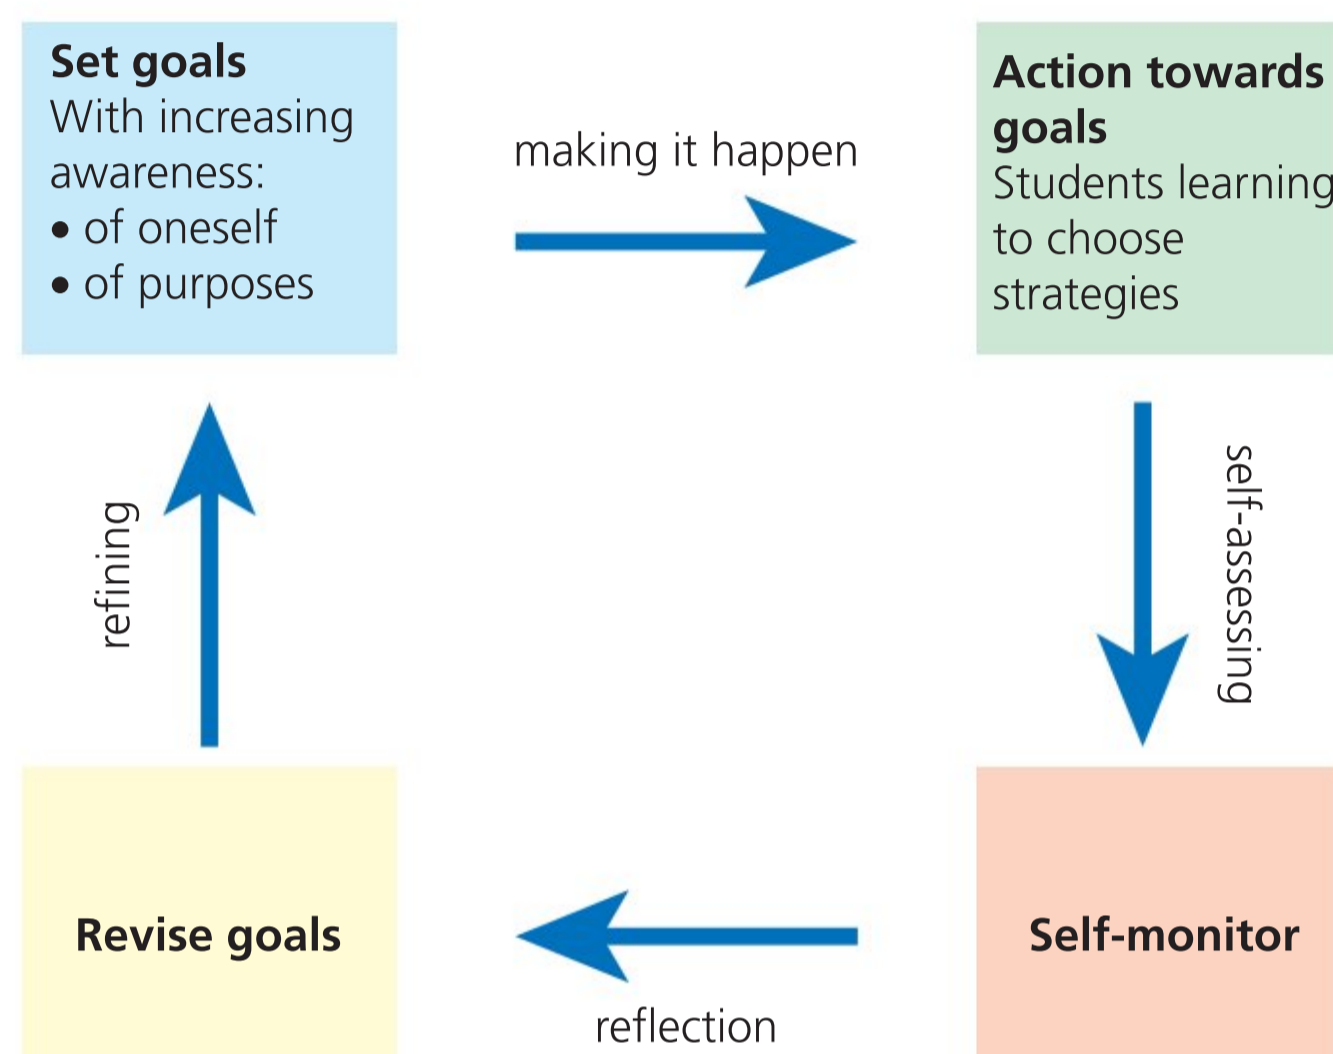 Set goals
With increasing
awareness:
• of oneself
• of purposes
making it happen
Action towards
goals
Students learning
to choose
strategies
self-assessing
Self-monitor
reflection
Revise goals
refining